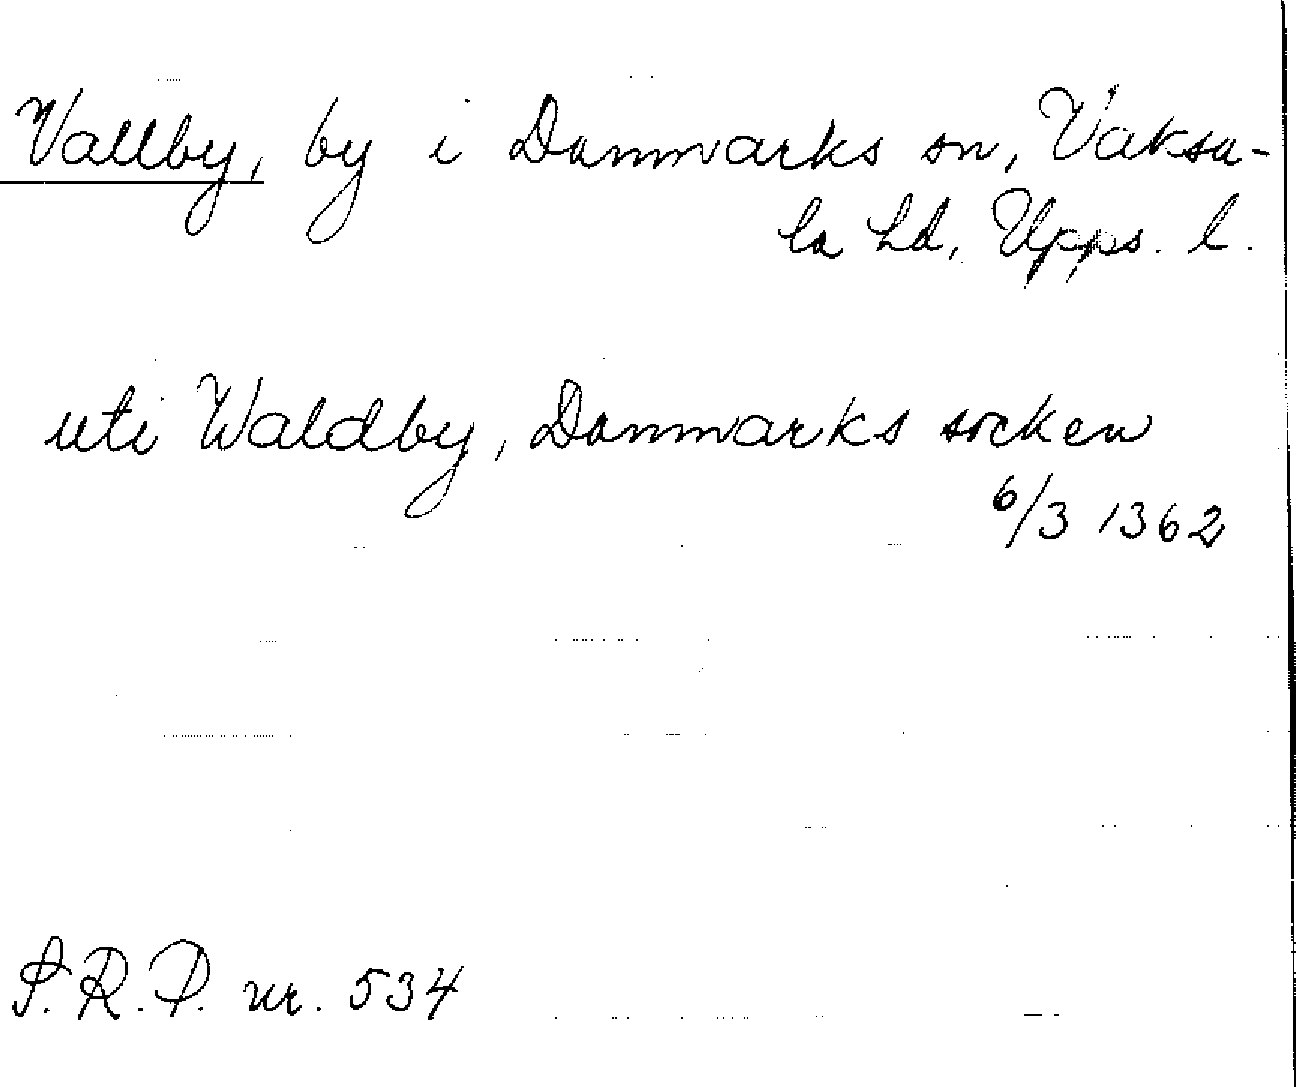 Vallby, by i Danmarks sn, Vaksa-
la hd, Upps. l.
uti Waldby, Danmarks socken
6/3 1362
S.R.P. nr. 534